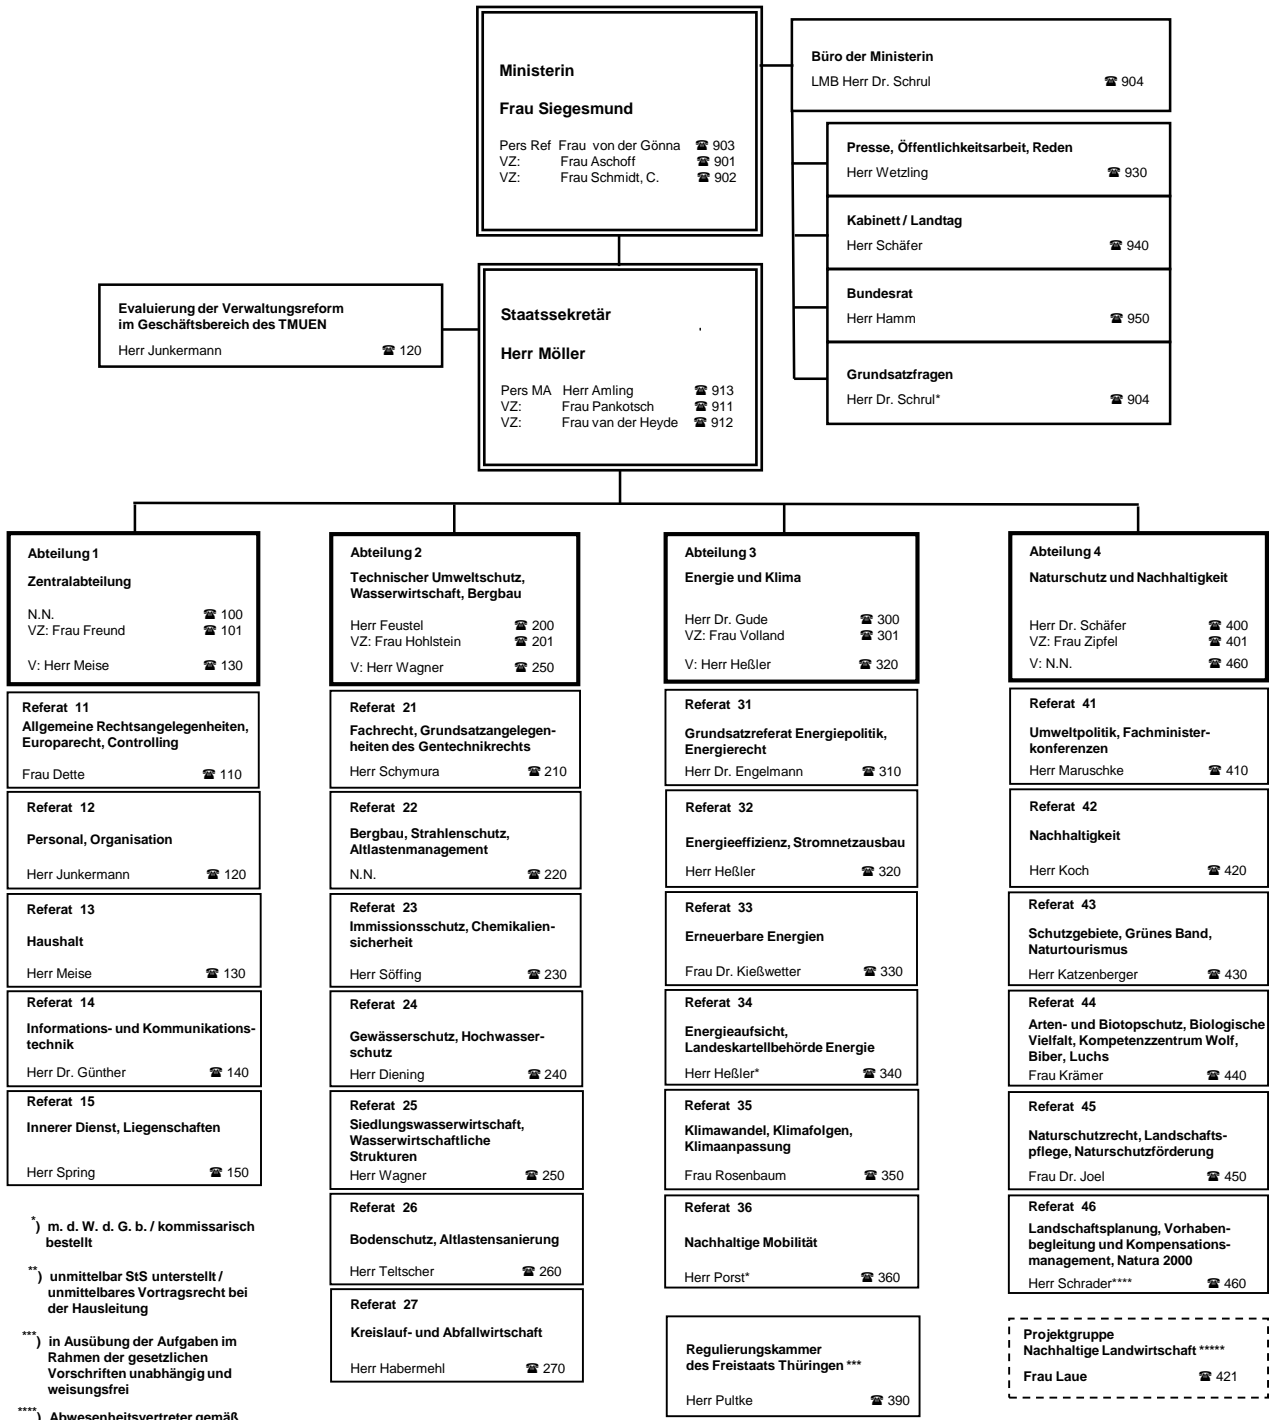 Ministerin
Frau Siegesmund
Pers Ref Frau von der Gönna ☎ 903
VZ: Frau Aschoff ☎ 901
VZ: Frau Schmidt, C. ☎ 902
Büro der Ministerin
LMB Herr Dr. Schrul ☎ 904
Presse, Öffentlichkeitsarbeit, Reden
Herr Wetzling ☎ 930
Kabinett / Landtag
Herr Schäfer ☎ 940
Bundesrat
Herr Hamm ☎ 950
Grundsatzfragen
Herr Dr. Schrul* ☎ 904
Evaluierung der Verwaltungsreform
im Geschäftsbereich des TMUEN
Herr Junkermann ☎ 120
Staatssekretär
Herr Möller
Pers MA Herr Amling ☎ 913
VZ: Frau Pankotsch ☎ 911
VZ: Frau van der Heyde ☎ 912
Abteilung 1
Zentralabteilung
N.N. ☎ 100
VZ: Frau Freund ☎ 101
V: Herr Meise ☎ 130
Referat 11
Allgemeine Rechtsangelegenheiten,
Europarecht, Controlling
Frau Dette ☎ 110
Referat 12
Personal, Organisation
Herr Junkermann ☎ 120
Referat 13
Haushalt
Herr Meise ☎ 130
Referat 14
Informations- und Kommunikations-
technik
Herr Dr. Günther ☎ 140
Referat 15
Innerer Dienst, Liegenschaften
Herr Spring ☎ 150
*) m. d. W. d. G. b. / kommissarisch
bestellt
**) unmittelbar StS unterstellt /
unmittelbares Vortragsrecht bei
der Hausleitung
***) in Ausübung der Aufgaben im
Rahmen der gesetzlichen
Vorschriften unabhängig und
weisungsfrei
****) Abwesenheitsvertreter gemäß
Abteilung 2
Technischer Umweltschutz,
Wasserwirtschaft, Bergbau
Herr Feustel ☎ 200
VZ: Frau Hohlstein ☎ 201
V: Herr Wagner ☎ 250
Referat 21
Fachrecht, Grundsatzangelegen-
heiten des Gentechnikrechts
Herr Schymura ☎ 210
Referat 22
Bergbau, Strahlenschutz,
Altlastenmanagement
N.N. ☎ 220
Referat 23
Immissionsschutz, Chemikalien-
sicherheit
Herr Söffing ☎ 230
Referat 24
Gewässerschutz, Hochwasser-
schutz
Herr Diening ☎ 240
Referat 25
Siedlungswasserwirtschaft,
Wasserwirtschaftliche
Strukturen
Herr Wagner ☎ 250
Referat 26
Bodenschutz, Altlastensanierung
Herr Teltscher ☎ 260
Referat 27
Kreislauf- und Abfallwirtschaft
Herr Habermehl ☎ 270
Abteilung 3
Energie und Klima
Herr Dr. Gude ☎ 300
VZ: Frau Volland ☎ 301
V: Herr Heßler ☎ 320
Referat 31
Grundsatzreferat Energiepolitik,
Energierecht
Herr Dr. Engelmann ☎ 310
Referat 32
Energieeffizienz, Stromnetzausbau
Herr Heßler ☎ 320
Referat 33
Erneuerbare Energien
Frau Dr. Kießwetter ☎ 330
Referat 34
Energieaufsicht,
Landeskartellbehörde Energie
Herr Heßler* ☎ 340
Referat 35
Klimawandel, Klimafolgen,
Klimaanpassung
Frau Rosenbaum ☎ 350
Referat 36
Nachhaltige Mobilität
Herr Porst* ☎ 360
Regulierungskammer
des Freistaats Thüringen ***
Herr Pultke ☎ 390
Abteilung 4
Naturschutz und Nachhaltigkeit
Herr Dr. Schäfer ☎ 400
VZ: Frau Zipfel ☎ 401
V: N.N. ☎ 460
Referat 41
Umweltpolitik, Fachminister-
konferenzen
Herr Maruschke ☎ 410
Referat 42
Nachhaltigkeit
Herr Koch ☎ 420
Referat 43
Schutzgebiete, Grünes Band,
Naturtourismus
Herr Katzenberger ☎ 430
Referat 44
Arten- und Biotopschutz, Biologische
Vielfalt, Kompetenzzentrum Wolf,
Biber, Luchs
Frau Krämer ☎ 440
Referat 45
Naturschutzrecht, Landschafts-
pflege, Naturschutzförderung
Frau Dr. Joel ☎ 450
Referat 46
Landschaftsplanung, Vorhaben-
begleitung und Kompensations-
management, Natura 2000
Herr Schrader**** ☎ 460
Projektgruppe
Nachhaltige Landwirtschaft *****
Frau Laue ☎ 421